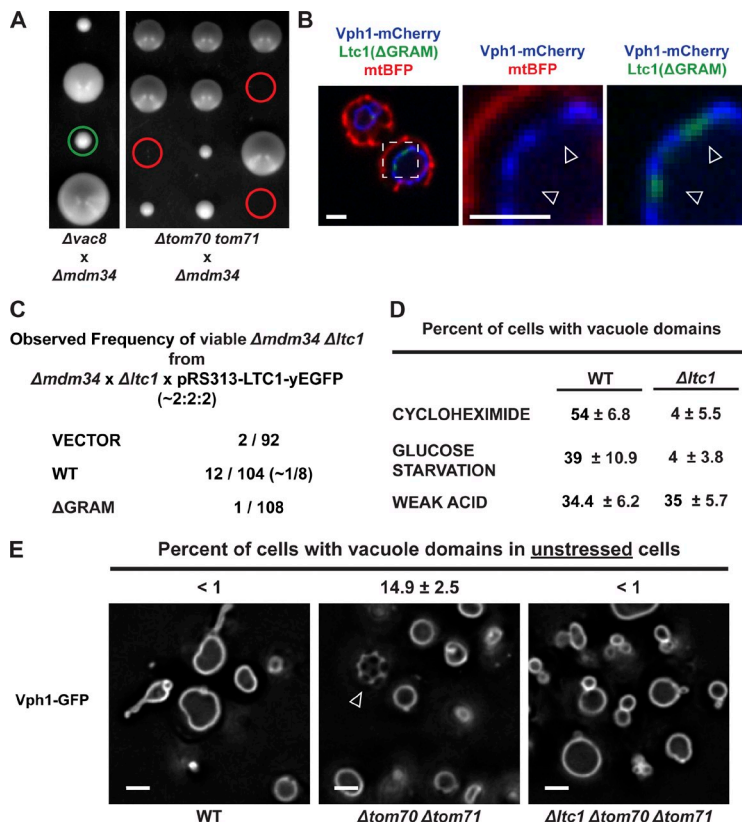 A
Δvac8
x
Δmdm34
Δtom70 tom71
x
Δmdm34
B
Vph1-mCherry
Ltc1(ΔGRAM)
mtBFP
Vph1-mCherry
mtBFP
Vph1-mCherry
Ltc1(ΔGRAM)
C
Observed Frequency of viable Δmdm34 Δltc1
from
Δmdm34 x Δltc1 x pRS313-LTC1-yEGFP
(~2:2:2)
VECTOR 2 / 92
WT 12 / 104 (~1/8)
ΔGRAM 1 / 108
D
Percent of cells with vacuole domains
WT Δltc1
CYCLOHEXIMIDE 54 ± 6.8 4 ± 5.5
GLUCOSE
STARVATION 39 ± 10.9 4 ± 3.8
WEAK ACID 34.4 ± 6.2 35 ± 5.7
E
Percent of cells with vacuole domains in unstressed cells
< 1 14.9 ± 2.5 < 1
Vph1-GFP
WT Δtom70 Δtom71 Δltc1 Δtom70 Δtom71